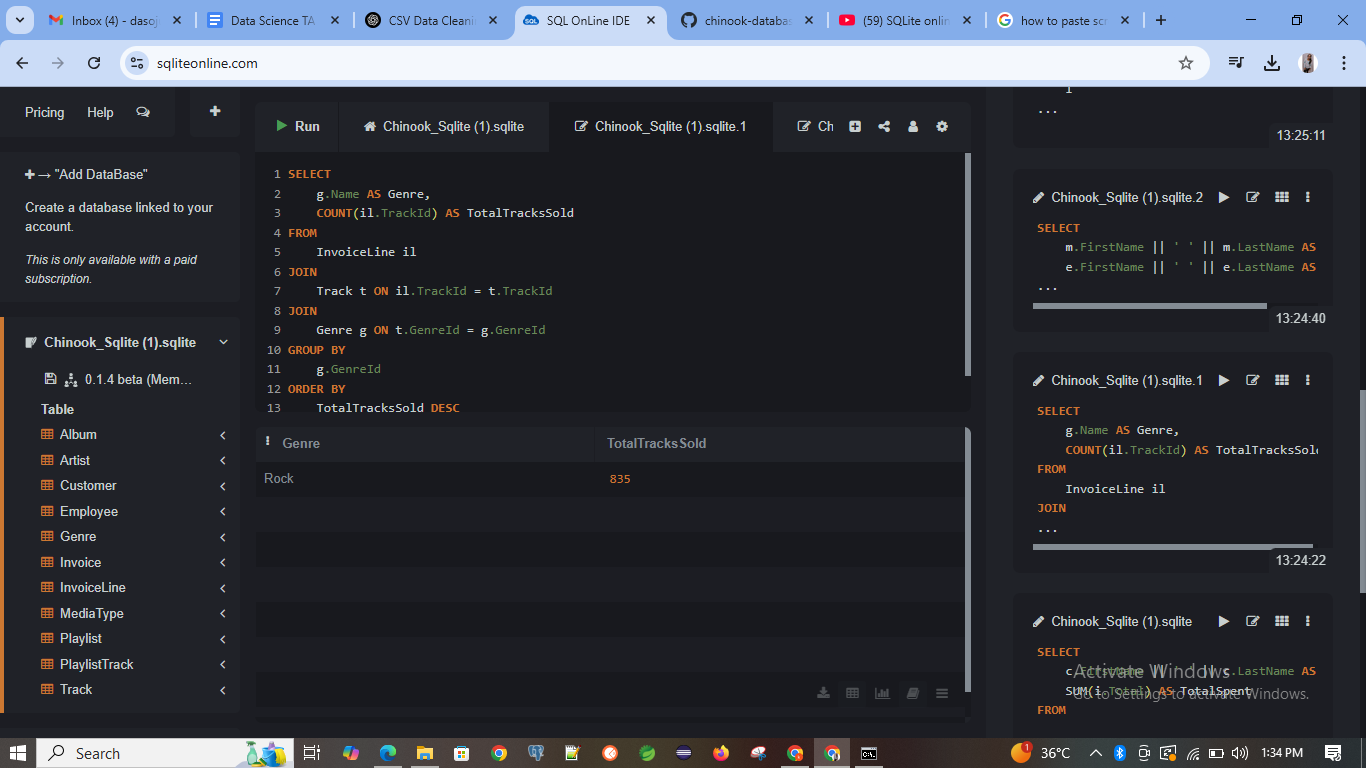 Inbox (4) - dasoj
Data Science TA
CSV Data Cleani
SQL OnLine IDE
chinook-databas
(59) SQLite onlin
how to paste scr
sqliteonline.com
Pricing
Help
"Add DataBase"
Create a database linked to your
account.
This is only available with a paid
subscription.
Chinook_Sqlite (1).sqlite
0.1.4 beta (Mem...
Table
Album
Artist
Customer
Employee
Genre
Invoice
InvoiceLine
MediaType
Playlist
PlaylistTrack
Track
Run
Chinook_Sqlite (1).sqlite
Chinook_Sqlite (1).sqlite.1
Ch
1 SELECT
2 g.Name AS Genre,
3 COUNT(il.TrackId) AS TotalTracksSold
4 FROM
5 InvoiceLine il
6 JOIN
7 Track t ON il.TrackId = t.TrackId
8 JOIN
9 Genre g ON t.GenreId = g.GenreId
10 GROUP BY
11 g.GenreId
12 ORDER BY
13 TotalTracksSold DESC
Genre TotalTracksSold
Rock 835
...
13:25:11
Chinook_Sqlite (1).sqlite.2
SELECT
m.FirstName || ' ' || m.LastName AS
e.FirstName || ' ' || e.LastName AS
...
13:24:40
Chinook_Sqlite (1).sqlite.1
SELECT
g.Name AS Genre,
COUNT(il.TrackId) AS TotalTracksSold
FROM
InvoiceLine il
JOIN
...
13:24:22
Chinook_Sqlite (1).sqlite
SELECT
c.FirstName || ' ' || c.LastName AS
SUM(i.Total) AS TotalSpent
FROM
Activate Windows
Go to Settings to activate Windows.
Search
1
36°C
1:34 PM